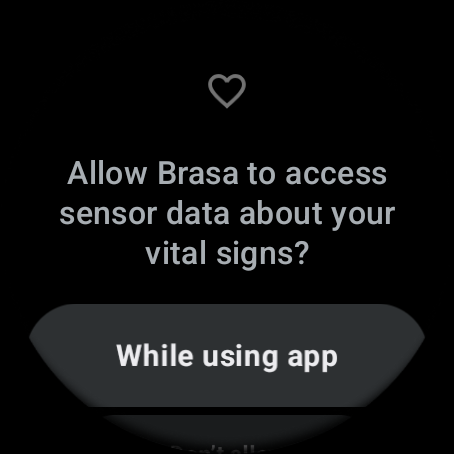 Allow Brasa to access
sensor data about your
vital signs?
While using app